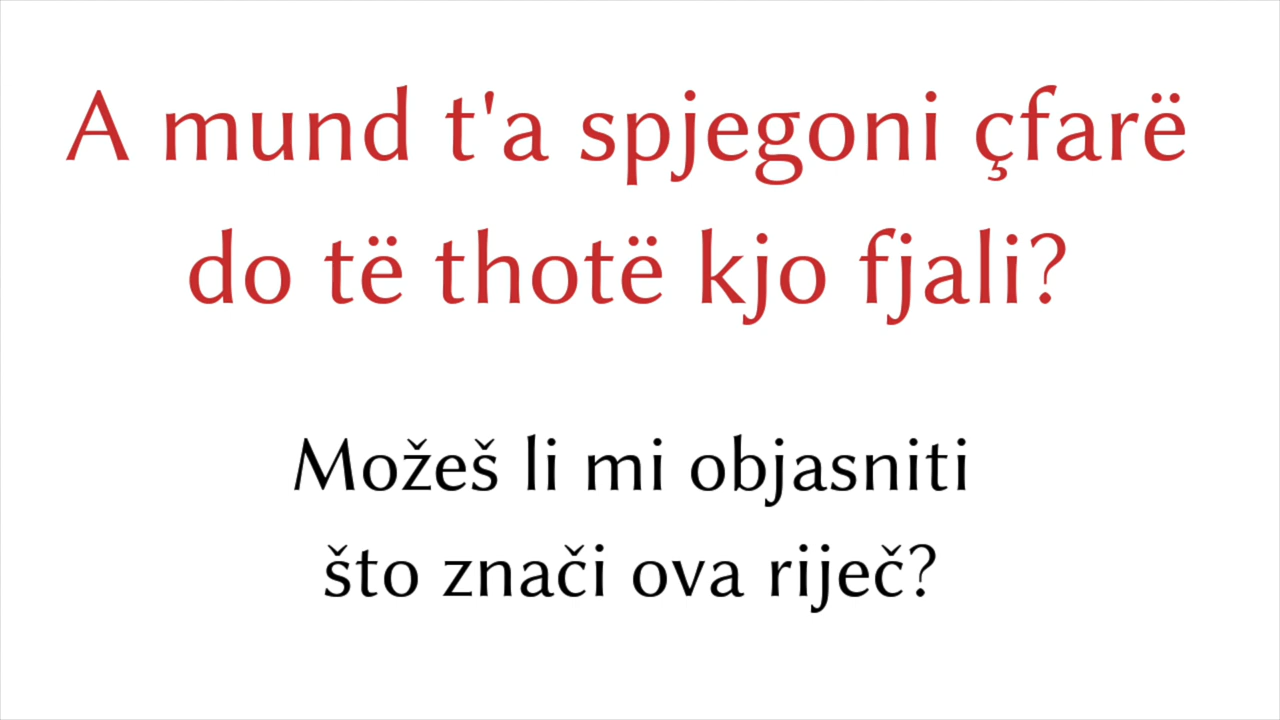 A mund t'a spjegoni çfarë
do të thotë kjo fjali?
Možeš li mi objasniti
što znači ova riječ?